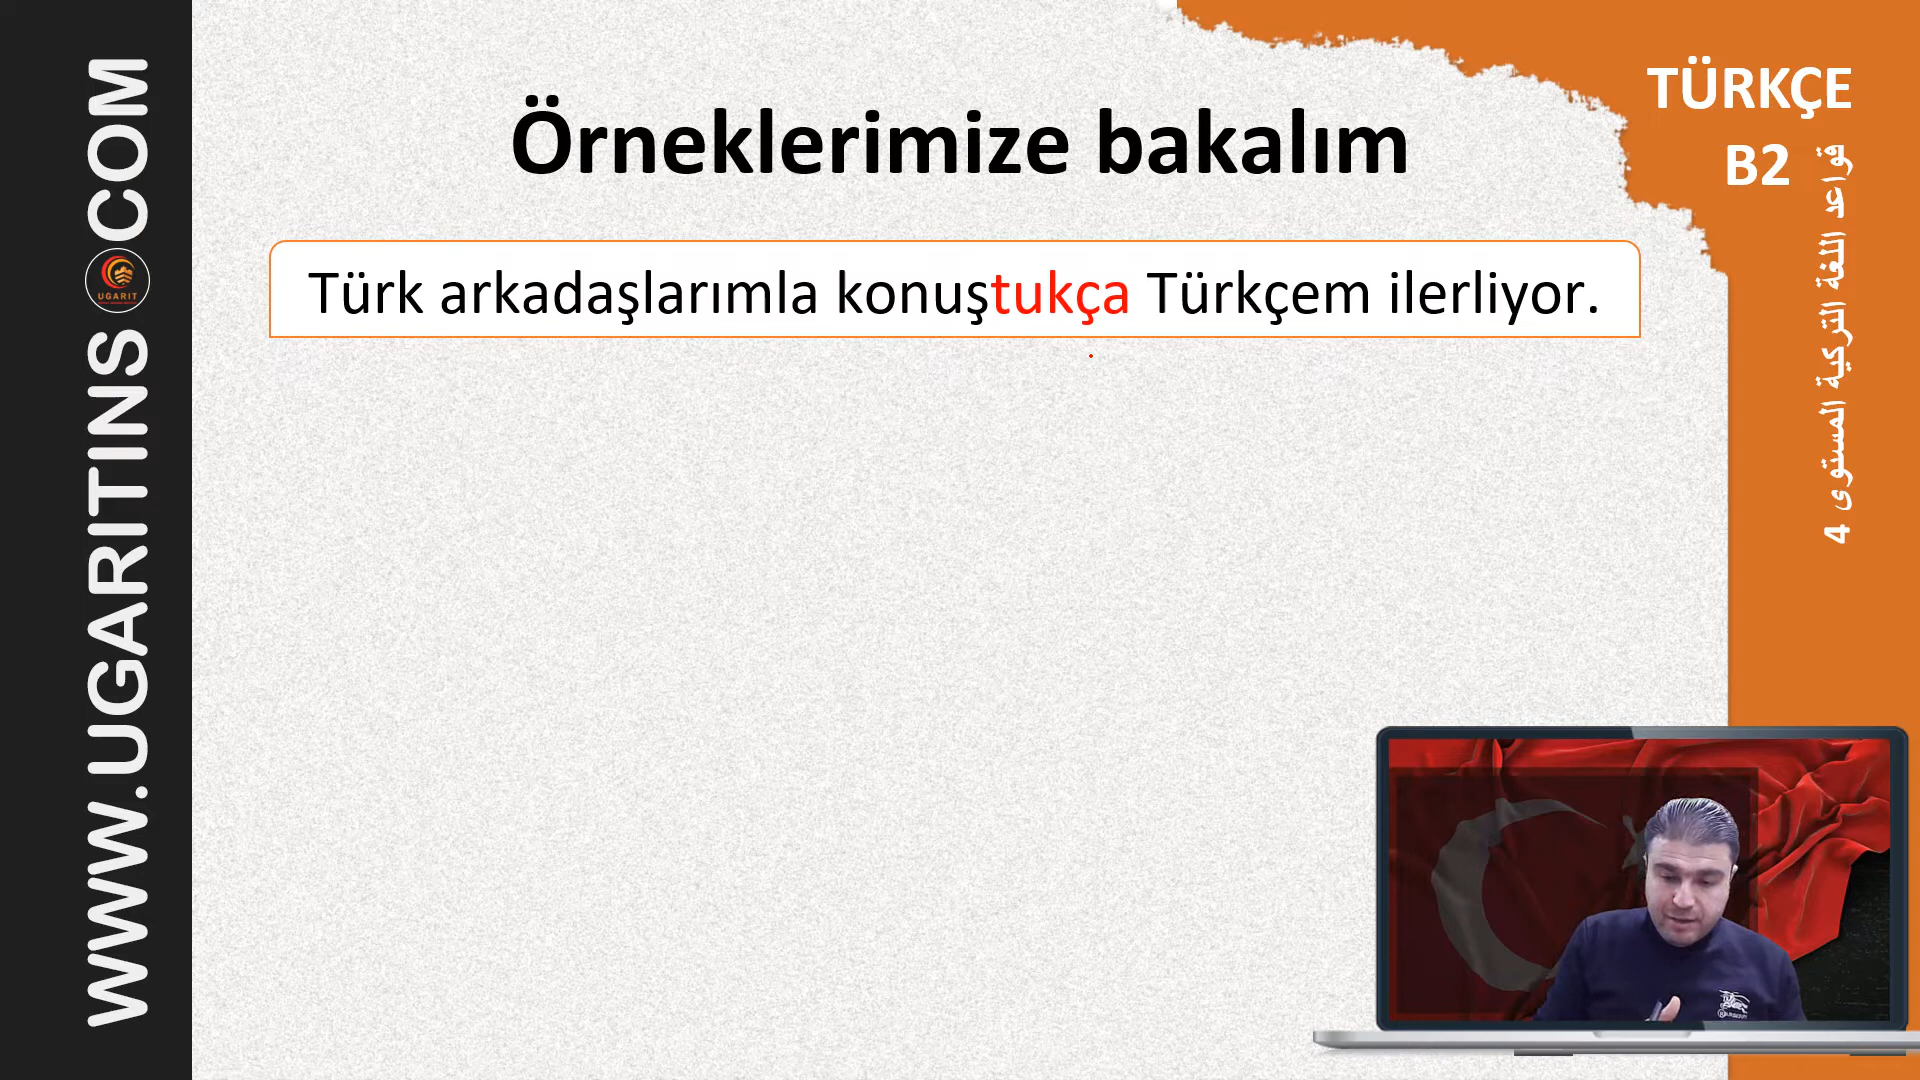 WWW.UGARITINS.COM
UGARIT
Örneklerimize bakalım
Türk arkadaşlarımla konuştukça Türkçem ilerliyor.
TÜRKÇE
B2
قواعد اللغة التركية المستوى 4